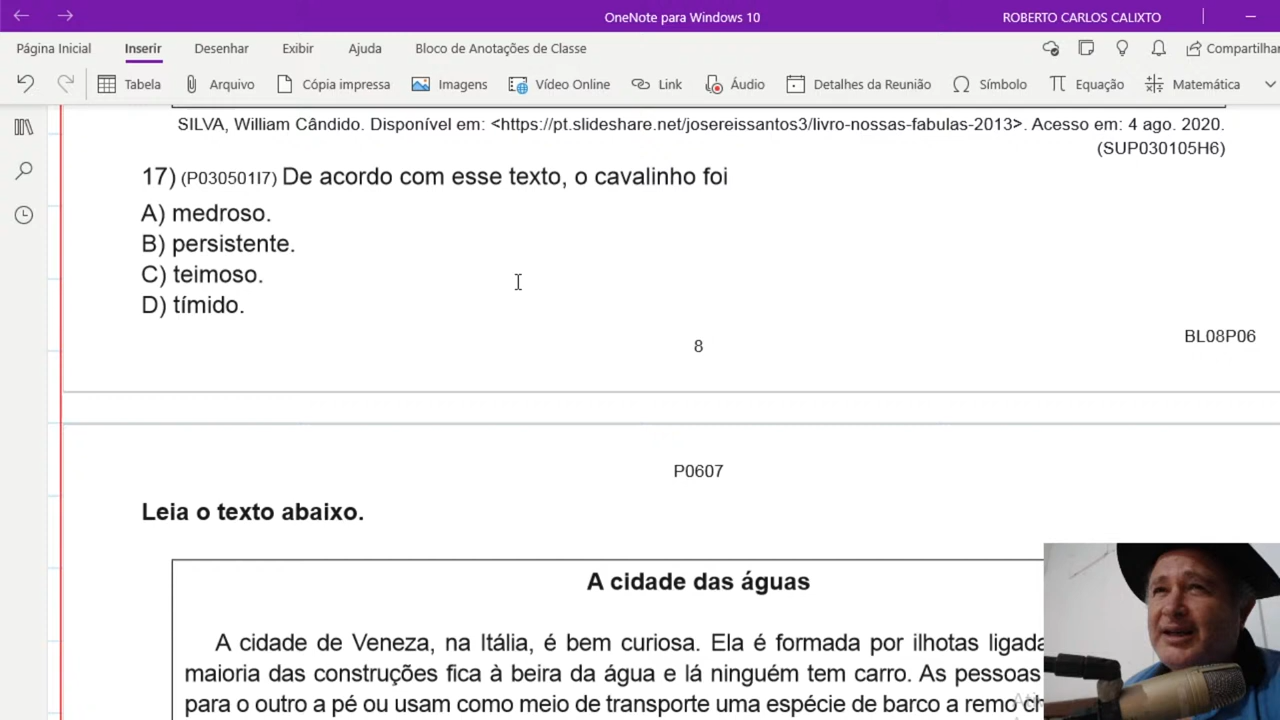 OneNote para Windows 10
ROBERTO CARLOS CALIXTO
Página Inicial Inserir Desenhar Exibir Ajuda Bloco de Anotações de Classe Compartilhar
Tabela Arquivo Cópia impressa Imagens Vídeo Online Link Áudio Detalhes da Reunião Símbolo Equação Matemática
SILVA, William Cândido. Disponível em: <https://pt.slideshare.net/josereissantos3/livro-nossas-fabulas-2013>. Acesso em: 4 ago. 2020.
(SUP030105H6)
17) (P030501I7) De acordo com esse texto, o cavalinho foi
A) medroso.
B) persistente.
C) teimoso.
D) tímido.
8
BL08P06
P0607
Leia o texto abaixo.
A cidade das águas
A cidade de Veneza, na Itália, é bem curiosa. Ela é formada por ilhotas ligada
maioria das construções fica à beira da água e lá ninguém tem carro. As pessoas
para o outro a pé ou usam como meio de transporte uma espécie de barco a remo ch